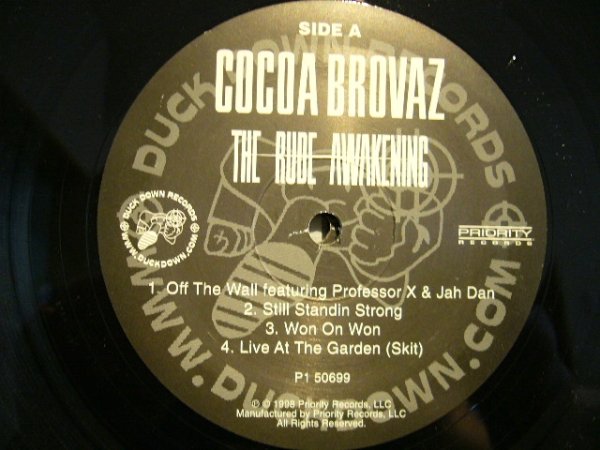 SIDE A
COCOA BROVAZ
THE RUDE AWAKENING
DUCK DOWN RECORDS
WWW.DUCKDOWN.COM
DUCK DOWN RECORDS
WWW.DUCKDOWN.COM
PRIORITY
RECORDS
1. Off The Wall featuring Professor X & Jah Dan
2. Still Standin Strong
3. Won On Won
4. Live At The Garden (Skit)
P1 50699
℗ © 1998 Priority Records, LLC
Manufactured by Priority Records, LLC
All Rights Reserved.